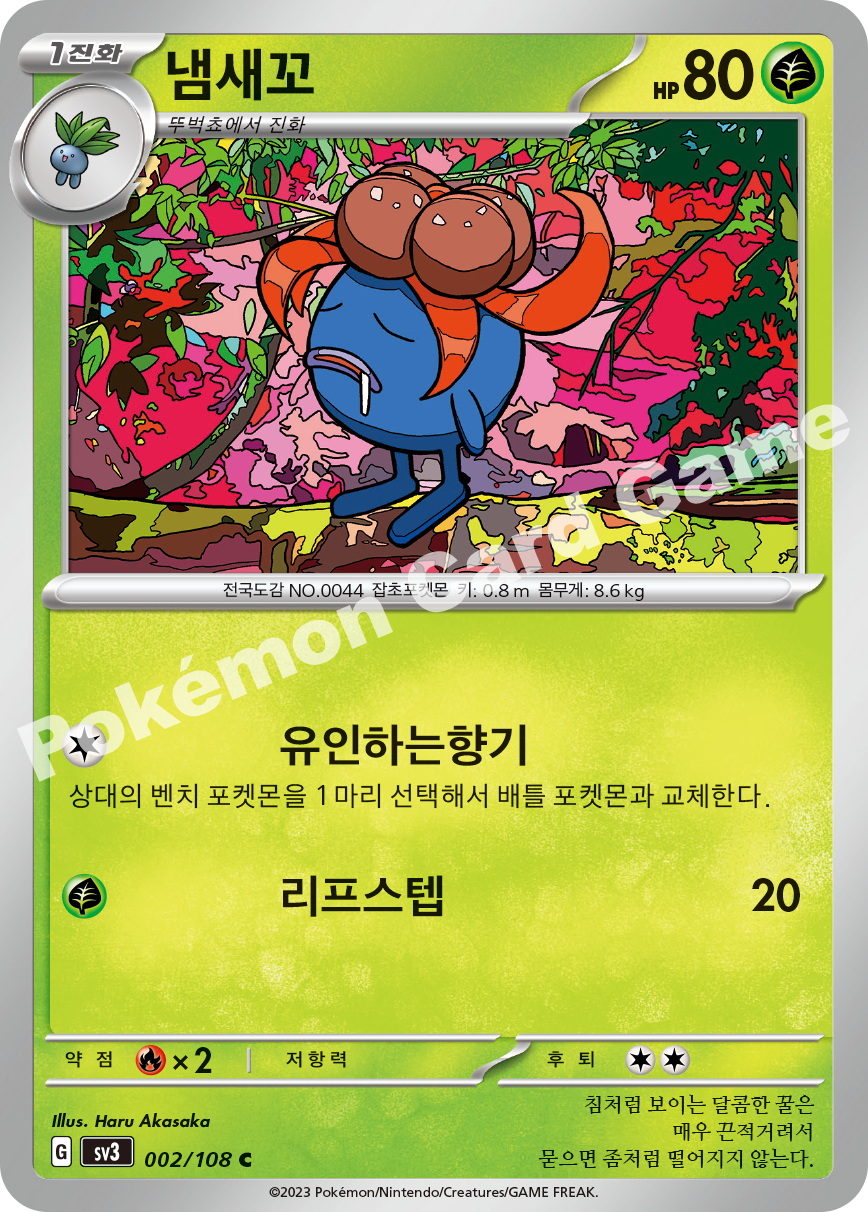 1진화
냄새꼬
HP 80
뚜벅쵸에서 진화
전국도감 NO.0044 잡초포켓몬 키: 0.8 m 몸무게: 8.6 kg
Pokémon Card Game
유인하는향기
상대의 벤치 포켓몬을 1마리 선택해서 배틀 포켓몬과 교체한다.
리프스텝 20
약점 ×2 저항력 후퇴
Illus. Haru Akasaka
G sv3 002/108 C
침처럼 보이는 달콤한 꿀은
매우 끈적거려서
묻으면 좀처럼 떨어지지 않는다.
©2023 Pokémon/Nintendo/Creatures/GAME FREAK.